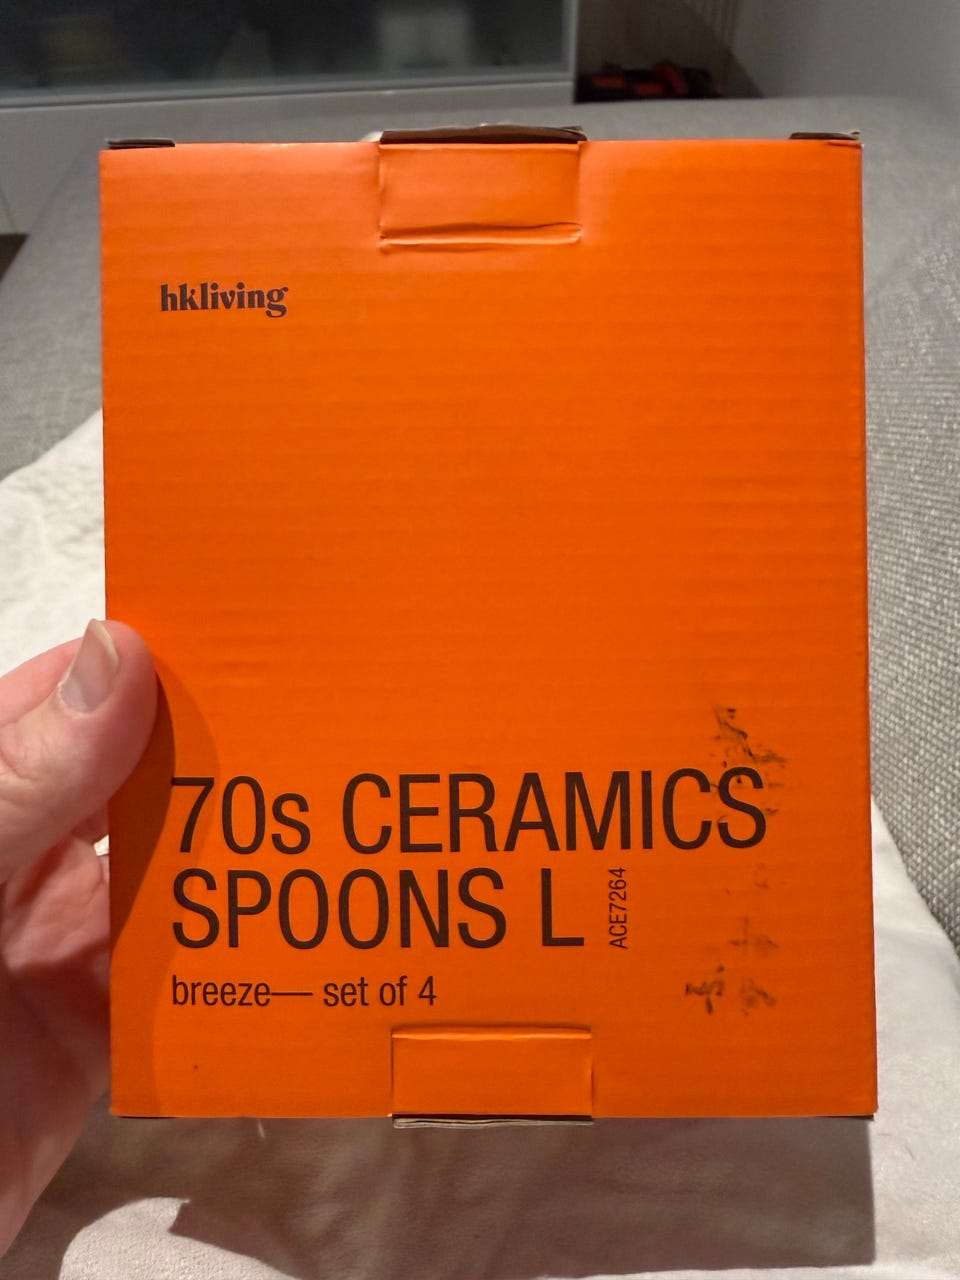 hkliving
70s CERAMICS
SPOONS L
ACE7264
breeze— set of 4